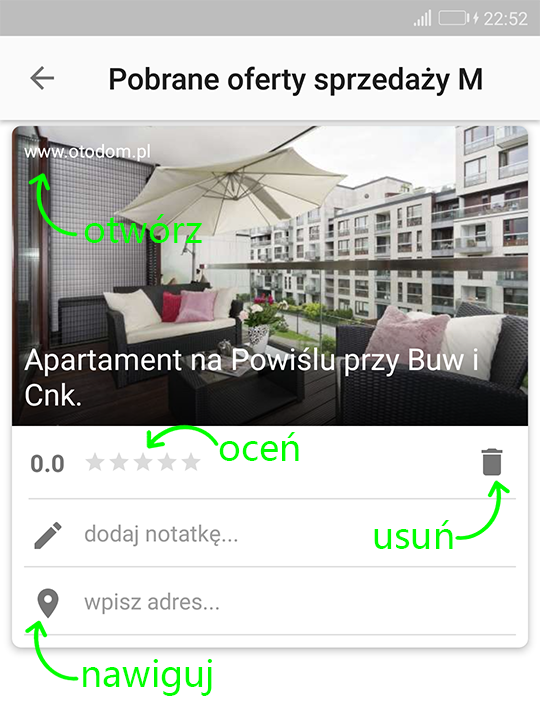 22:52
Pobrane oferty sprzedaży M
www.otodom.pl
otwórz
Apartament na Powiślu przy Buw i
Cnk.
0.0
oceń
usuń
dodaj notatkę...
wpisz adres...
nawiguj